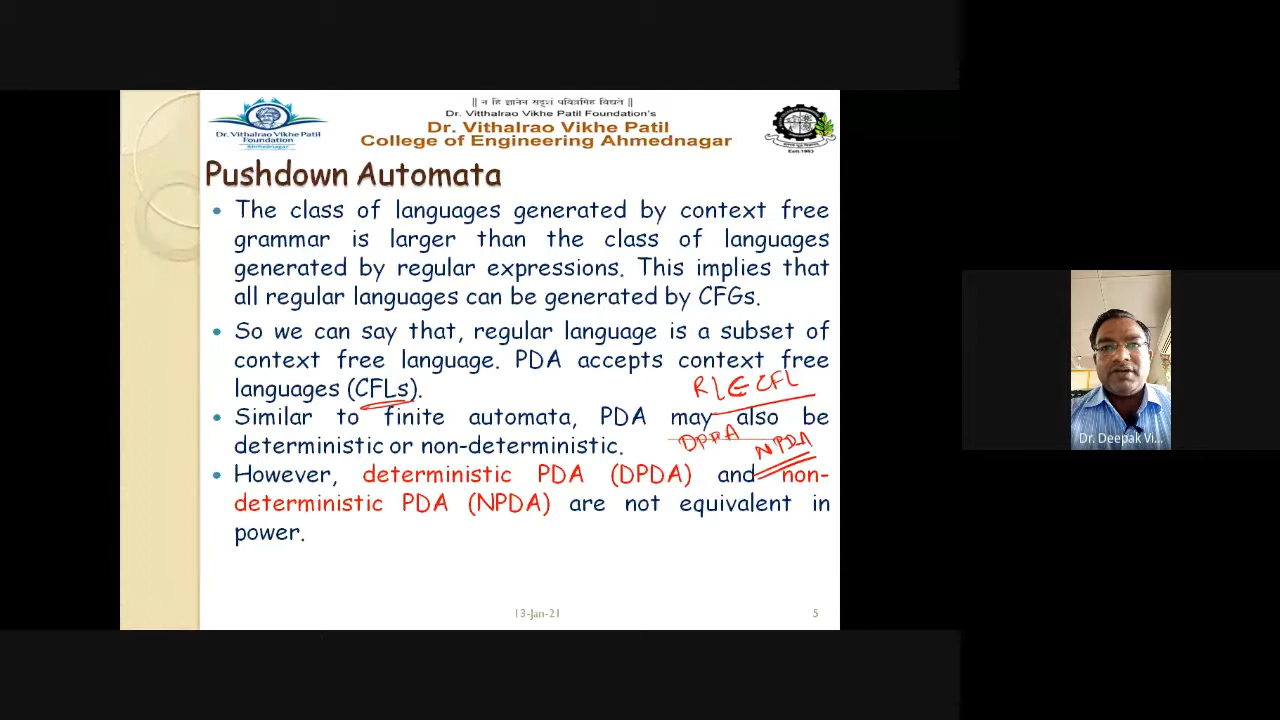 || न हि ज्ञानेन सदृशं पवित्रमिह विद्यते ||
Dr. Vitthalrao Vikhe Patil Foundation's
Dr. Vithalrao Vikhe Patil
College of Engineering Ahmednagar
Dr. Vithalrao Vikhe Patil
Foundation
Ahmednagar
Estt.1983
Pushdown Automata
• The class of languages generated by context free
grammar is larger than the class of languages
generated by regular expressions. This implies that
all regular languages can be generated by CFGs.
• So we can say that, regular language is a subset of
context free language. PDA accepts context free
languages (CFLs).
RL ∈ CFL
• Similar to finite automata, PDA may also be
deterministic or non-deterministic.
DPDA
NPDA
• However, deterministic PDA (DPDA) and non-
deterministic PDA (NPDA) are not equivalent in
power.
13-Jan-21
5
Dr. Deepak Vi...